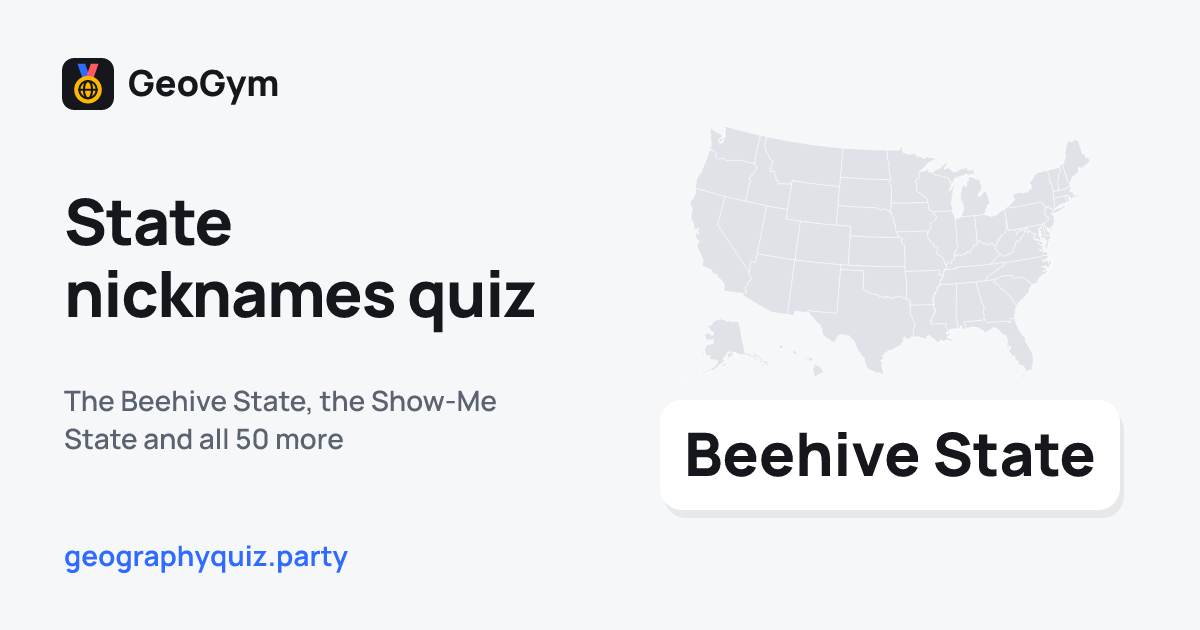 GeoGym
State
nicknames quiz
The Beehive State, the Show-Me
State and all 50 more
geographyquiz.party
Beehive State